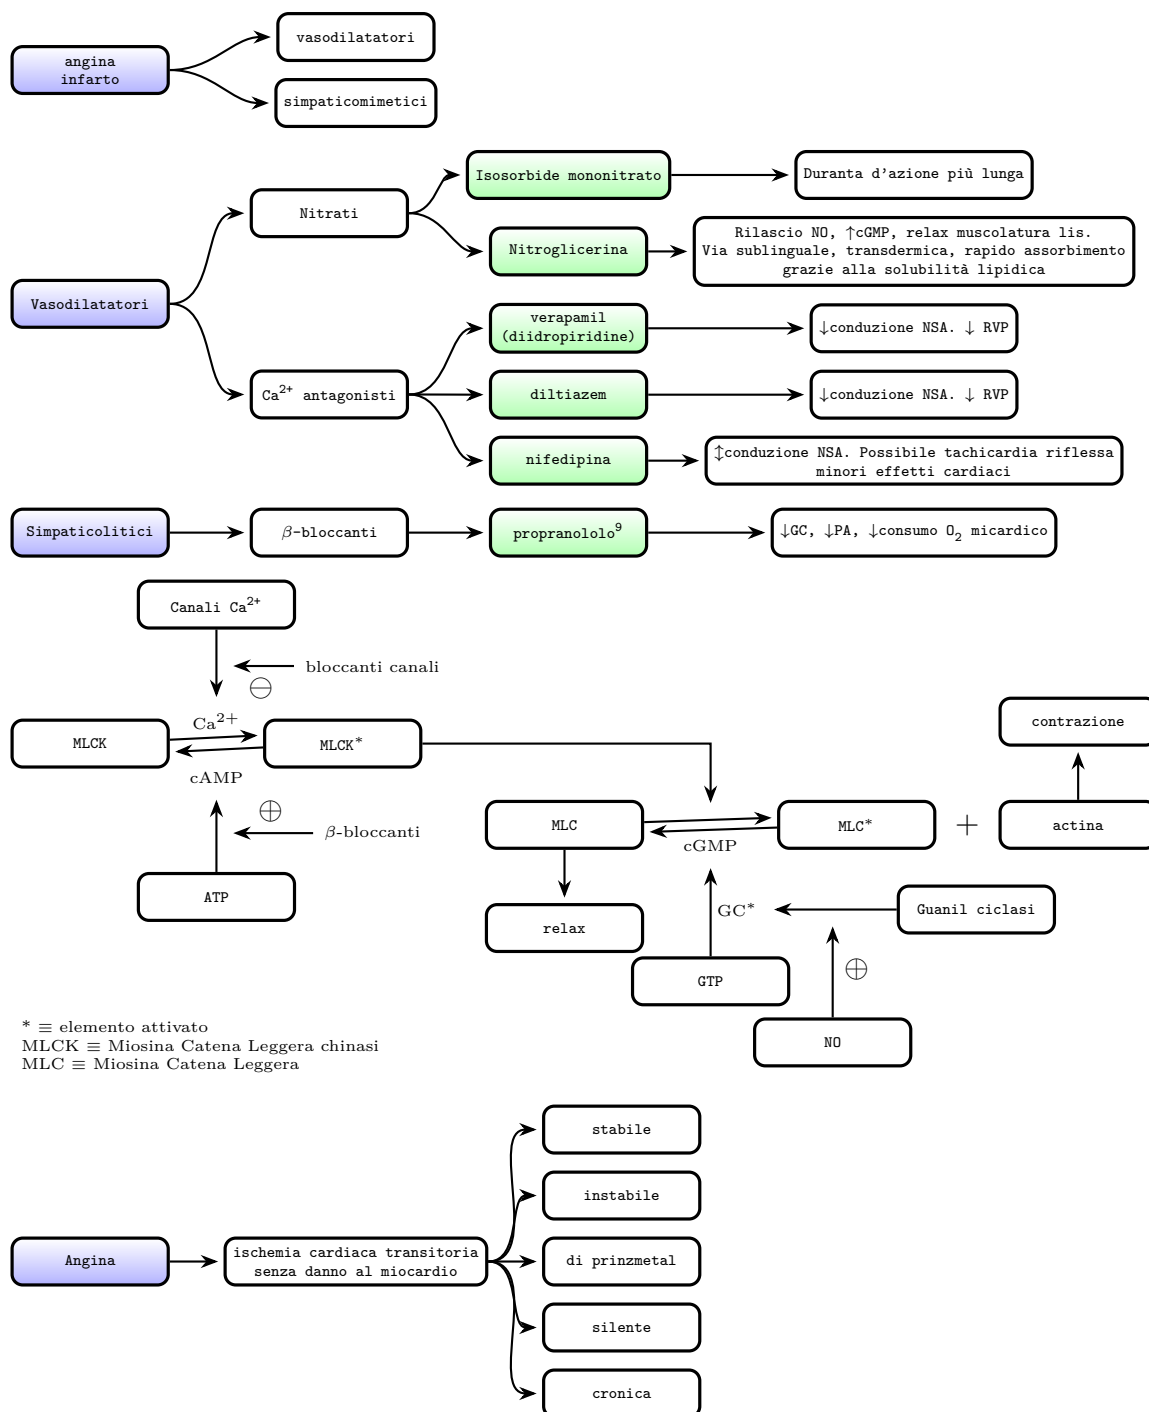 angina
infarto
vasodilatatori
simpaticomimetici
Vasodilatatori
Nitrati
Isosorbide mononitrato
Duranta d'azione più lunga
Nitroglicerina
Rilascio NO, ↑cGMP, relax muscolatura lis.
Via sublinguale, transdermica, rapido assorbimento
grazie alla solubilità lipidica
Ca²⁺ antagonisti
verapamil
(diidropiridine)
↓conduzione NSA. ↓ RVP
diltiazem
↓conduzione NSA. ↓ RVP
nifedipina
↕conduzione NSA. Possibile tachicardia riflessa
minori effetti cardiaci
Simpaticolitici
β-bloccanti
propranololo⁹
↓GC, ↓PA, ↓consumo O₂ micardico
Canali Ca²⁺
bloccanti canali
⊖
MLCK
Ca²⁺
MLCK*
cAMP
⊕
β-bloccanti
ATP
contrazione
MLC
cGMP
MLC*
+
actina
relax
GC*
Guanil ciclasi
GTP
⊕
NO
* ≡ elemento attivato
MLCK ≡ Miosina Catena Leggera chinasi
MLC ≡ Miosina Catena Leggera
Angina
ischemia cardiaca transitoria
senza danno al miocardio
stabile
instabile
di prinzmetal
silente
cronica